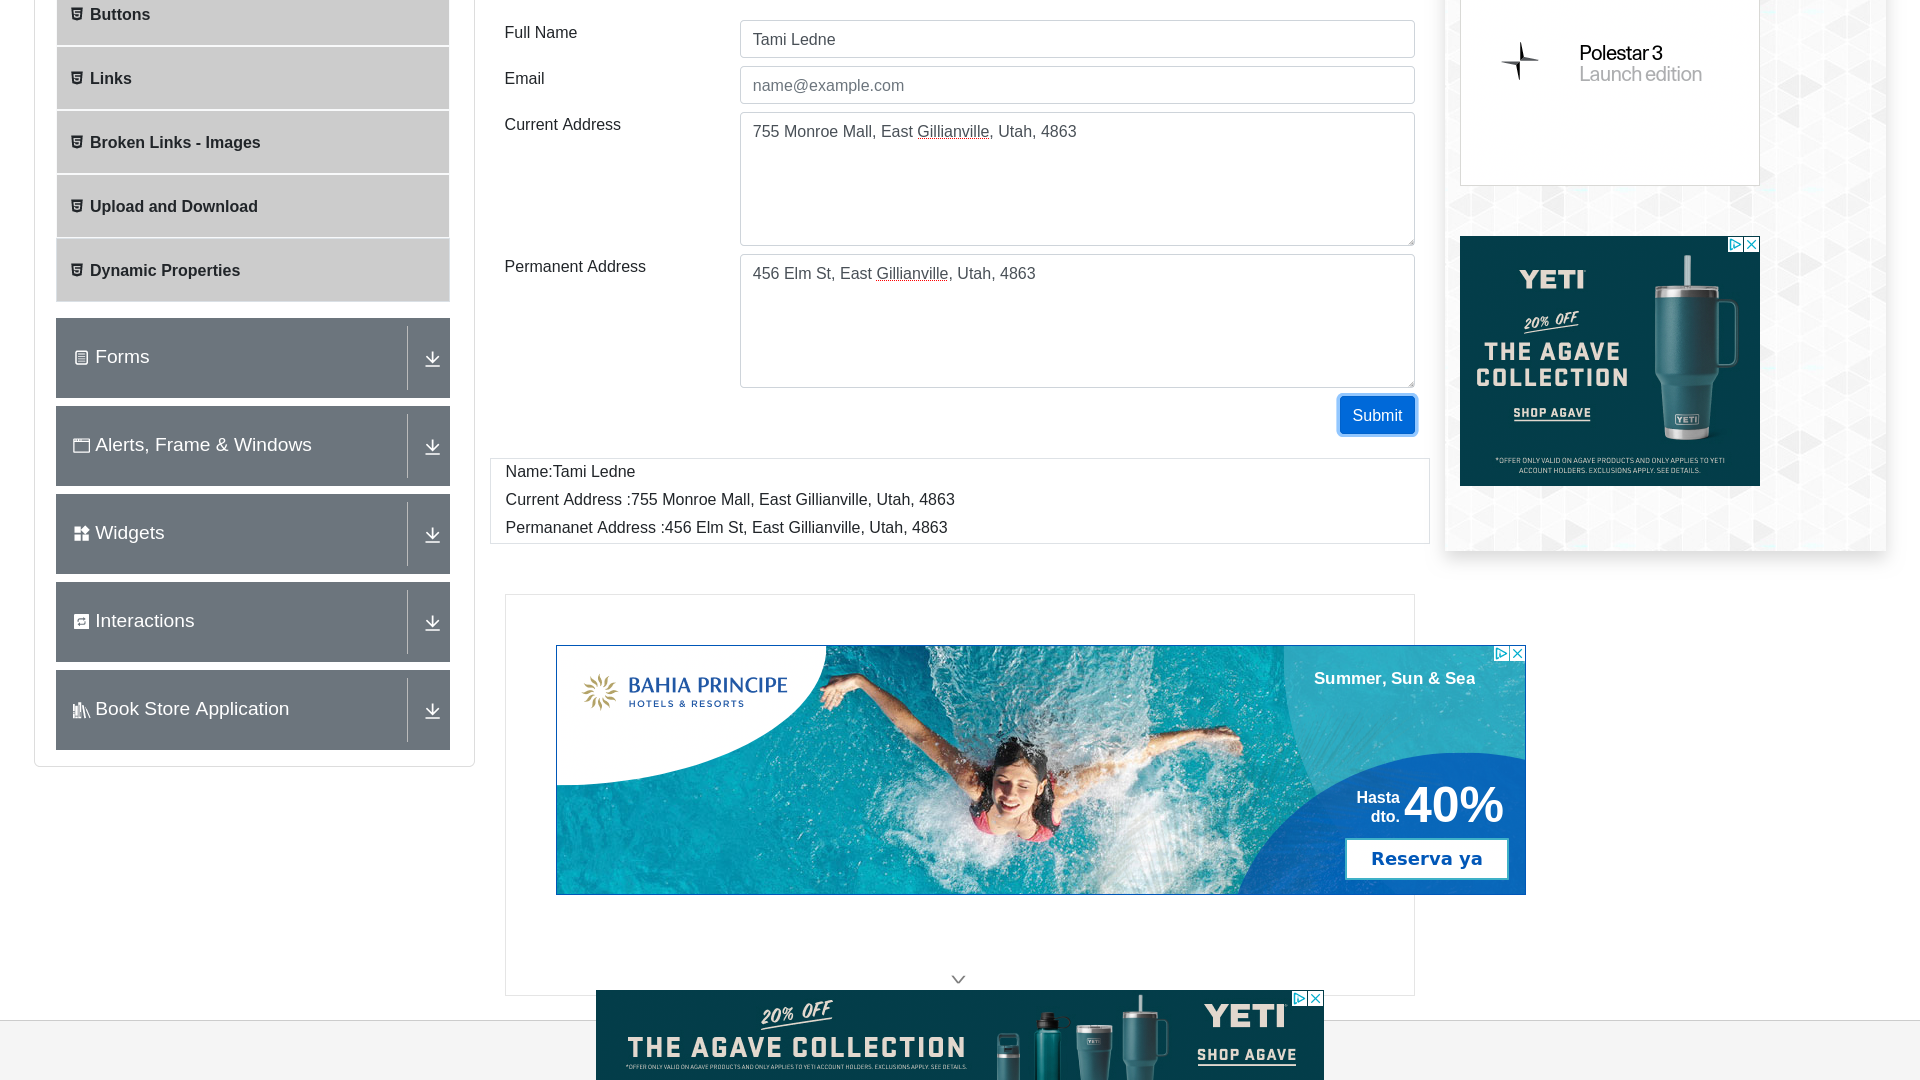 Buttons
Links
Broken Links - Images
Upload and Download
Dynamic Properties
Forms
Alerts, Frame & Windows
Widgets
Interactions
Book Store Application
Full Name
Tami Ledne
Email
name@example.com
Current Address
755 Monroe Mall, East Gillianville, Utah, 4863
Permanent Address
456 Elm St, East Gillianville, Utah, 4863
Submit
Name:Tami Ledne
Current Address :755 Monroe Mall, East Gillianville, Utah, 4863
Permananet Address :456 Elm St, East Gillianville, Utah, 4863
Polestar 3
Launch edition
YETI
20% OFF
THE AGAVE
COLLECTION
SHOP AGAVE
YETI
*OFFER ONLY VALID ON AGAVE PRODUCTS AND ONLY APPLIES TO YETI
ACCOUNT HOLDERS. EXCLUSIONS APPLY. SEE DETAILS.
BAHIA PRINCIPE
HOTELS & RESORTS
Summer, Sun & Sea
Hasta
dto.
40%
Reserva ya
20% OFF
THE AGAVE COLLECTION
*OFFER ONLY VALID ON AGAVE PRODUCTS AND ONLY APPLIES TO YETI ACCOUNT HOLDERS. EXCLUSIONS APPLY. SEE DETAILS.
YETI
YETI
SHOP AGAVE